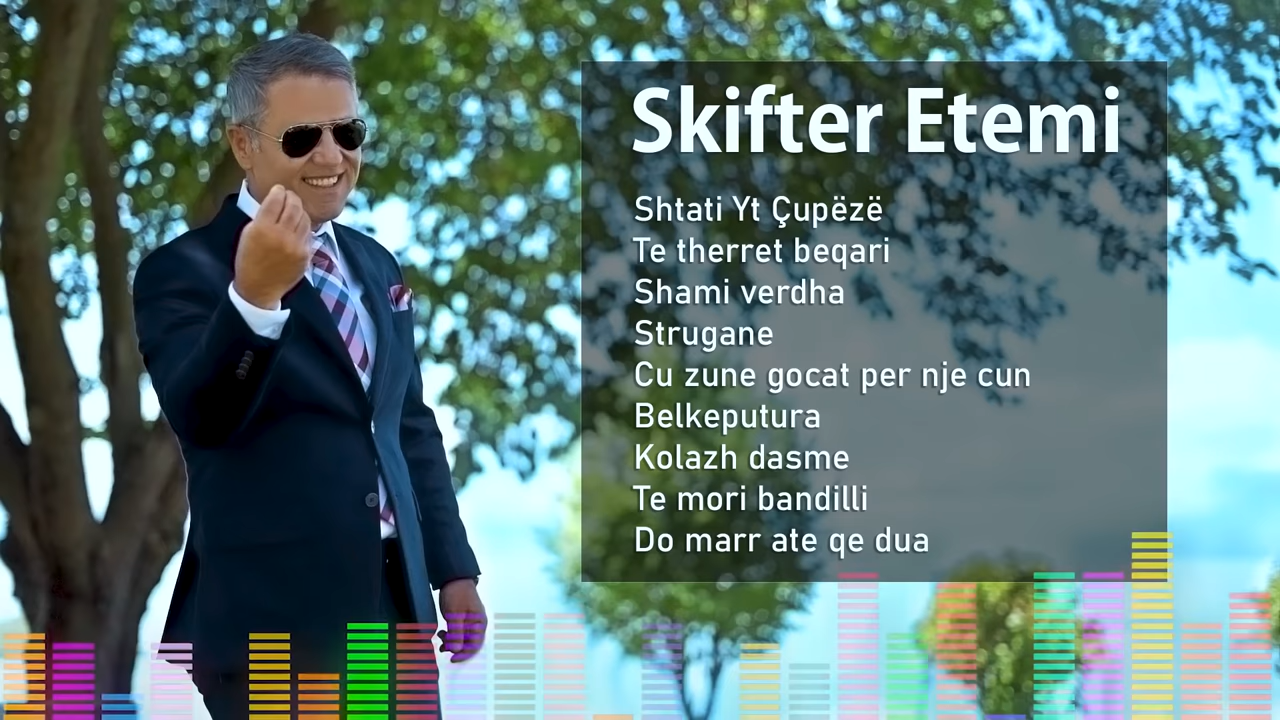 Skifter Etemi
Shtati Yt Çupëzë
Te therret beqari
Shami verdha
Strugane
Cu zune gocat per nje cun
Belkeputura
Kolazh dasme
Te mori bandilli
Do marr ate qe dua